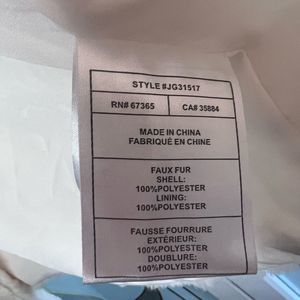 STYLE #JG31517
RN# 67365 CA# 35884
MADE IN CHINA
FABRIQUÉ EN CHINE
FAUX FUR
SHELL:
100%POLYESTER
LINING:
100%POLYESTER
FAUSSE FOURRURE
EXTÉRIEUR:
100%POLYESTER
DOUBLURE:
100%POLYESTER